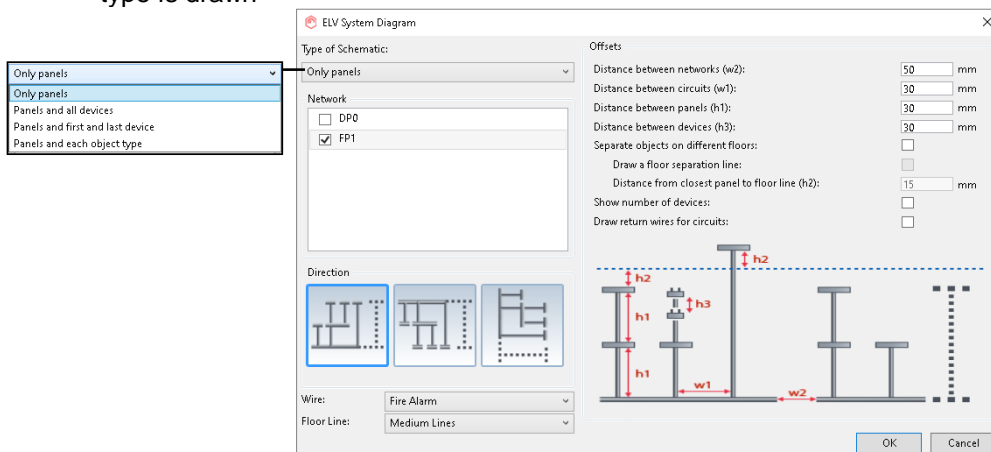 type is drawn
ELV System Diagram
Type of Schematic:
Only panels
Only panels
Only panels
Panels and all devices
Panels and first and last device
Panels and each object type
Network
DP0
FP1
Direction
Wire: Fire Alarm
Floor Line: Medium Lines
Offsets
Distance between networks (w2): 50 mm
Distance between circuits (w1): 30 mm
Distance between panels (h1): 30 mm
Distance between devices (h3): 30 mm
Separate objects on different floors:
Draw a floor separation line:
Distance from closest panel to floor line (h2): 15 mm
Show number of devices:
Draw return wires for circuits:
h2
h2
h3
h1
h1
w1
w2
OK Cancel